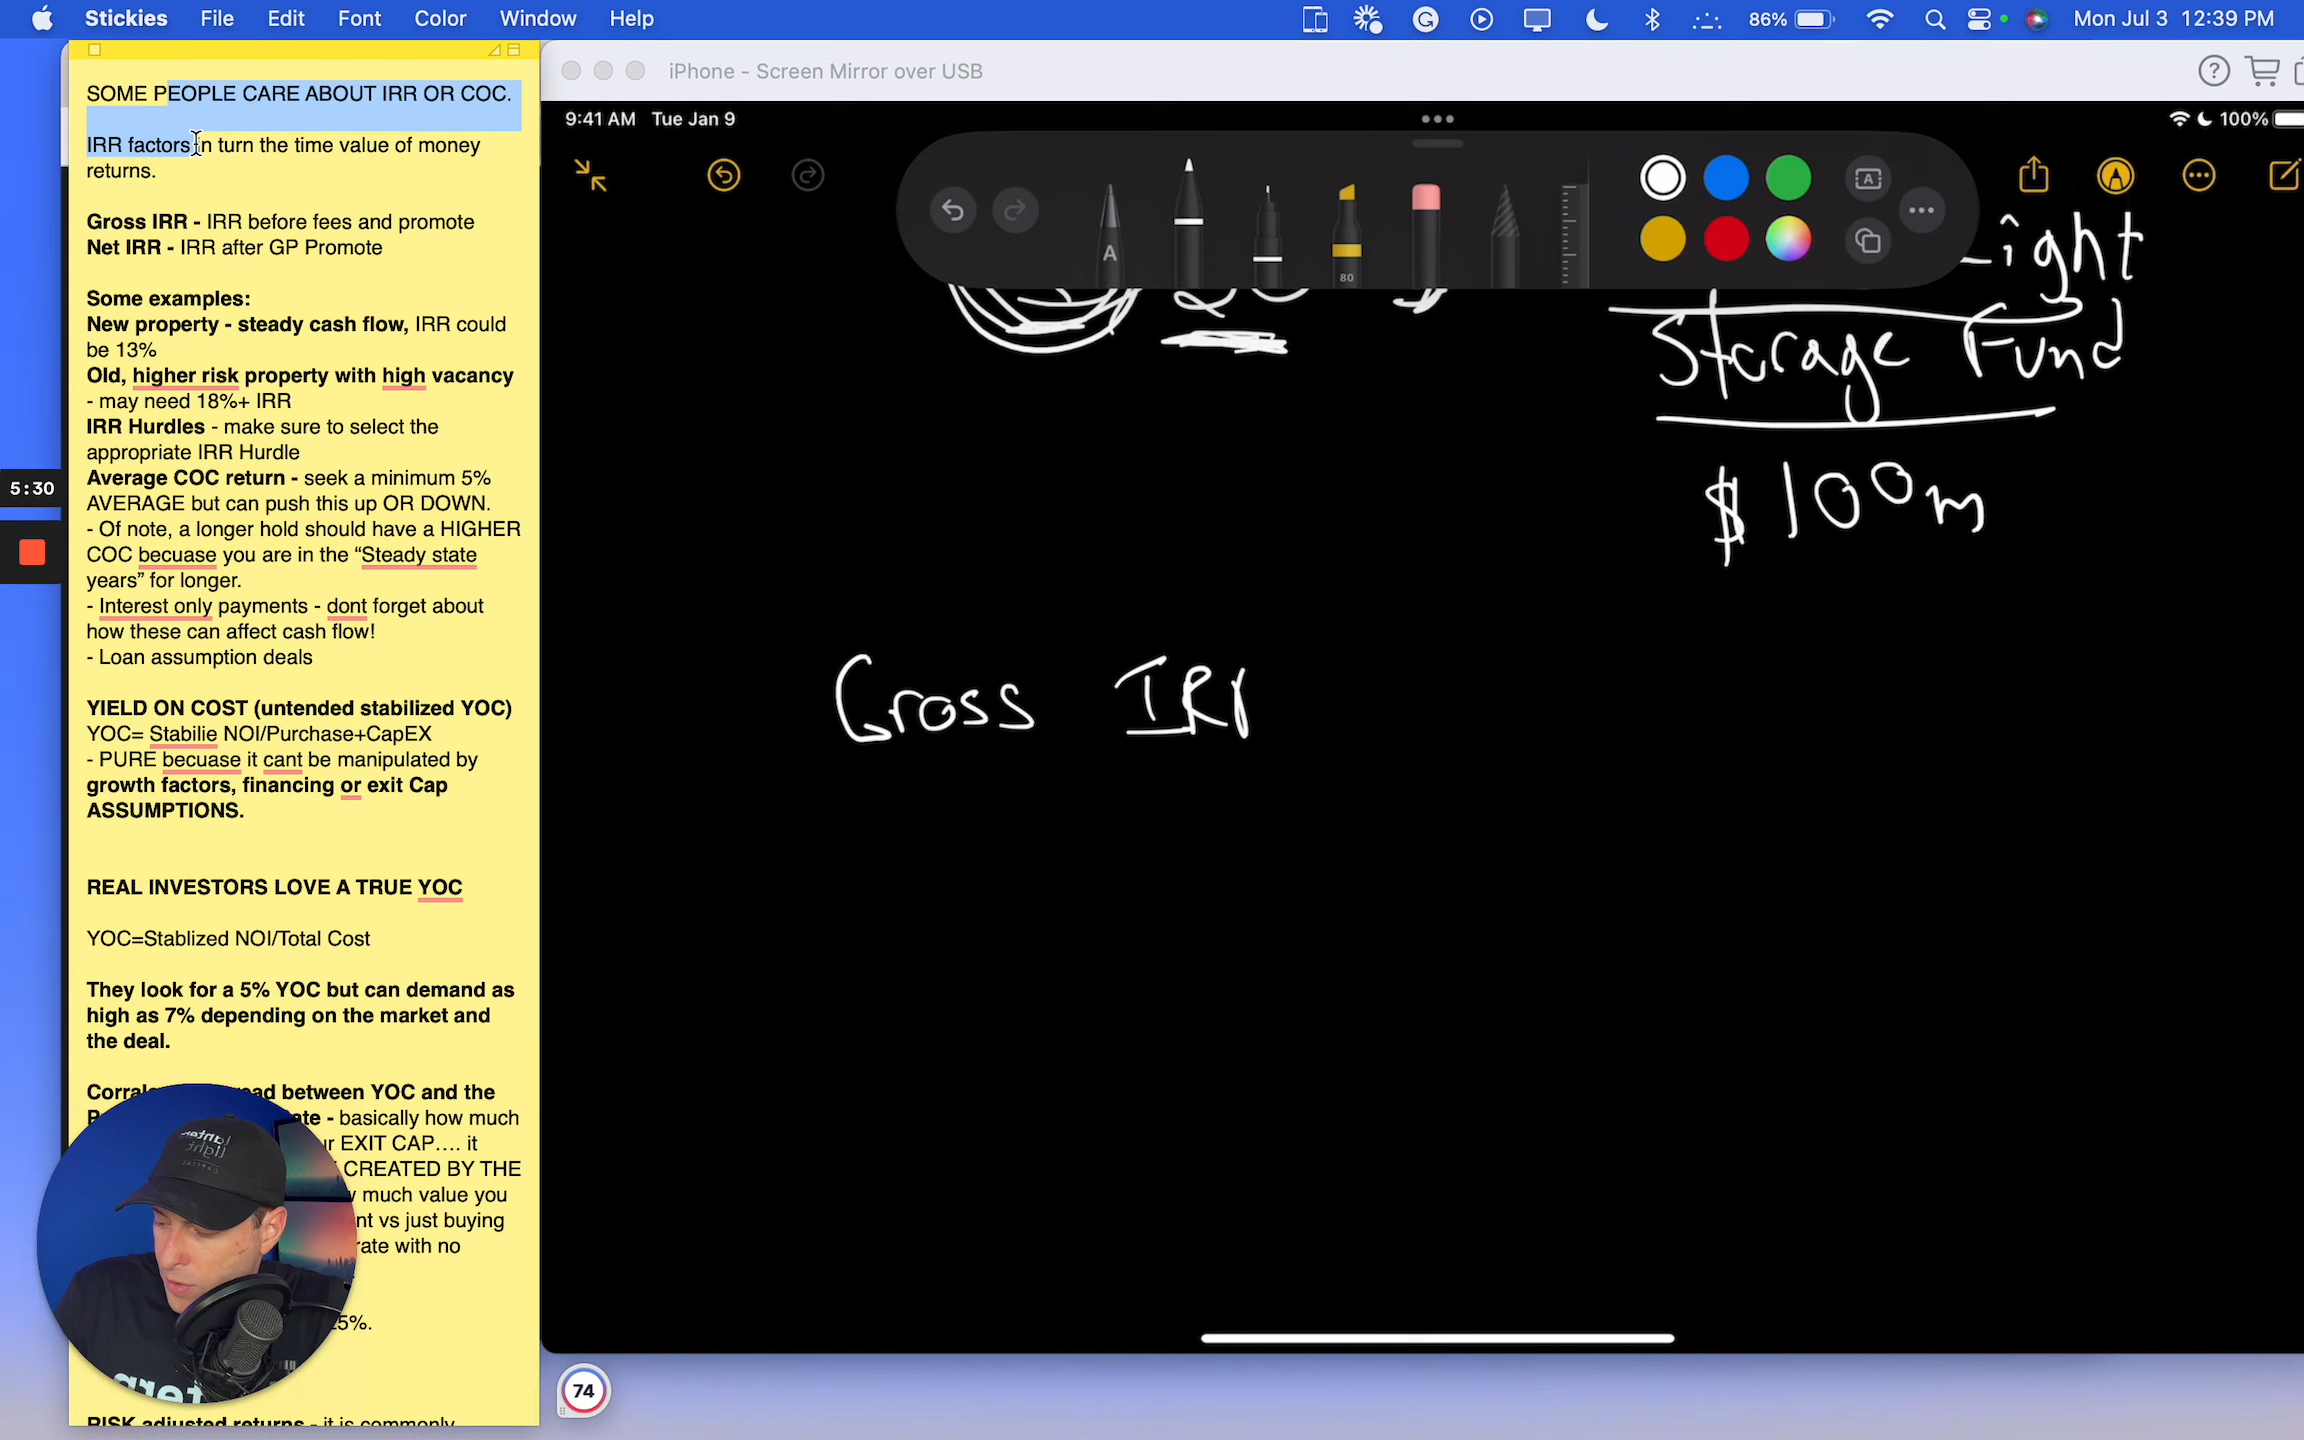 Stickies File Edit Font Color Window Help
86% Mon Jul 3 12:39 PM
SOME PEOPLE CARE ABOUT IRR OR COC.
IRR factors in turn the time value of money
returns.
Gross IRR - IRR before fees and promote
Net IRR - IRR after GP Promote
Some examples:
New property - steady cash flow, IRR could
be 13%
Old, higher risk property with high vacancy
- may need 18%+ IRR
IRR Hurdles - make sure to select the
appropriate IRR Hurdle
Average COC return - seek a minimum 5%
AVERAGE but can push this up OR DOWN.
- Of note, a longer hold should have a HIGHER
COC becuase you are in the “Steady state
years” for longer.
- Interest only payments - dont forget about
how these can affect cash flow!
- Loan assumption deals
YIELD ON COST (untended stabilized YOC)
YOC= Stabilie NOI/Purchase+CapEX
- PURE becuase it cant be manipulated by
growth factors, financing or exit Cap
ASSUMPTIONS.
REAL INVESTORS LOVE A TRUE YOC
YOC=Stablized NOI/Total Cost
They look for a 5% YOC but can demand as
high as 7% depending on the market and
the deal.
between YOC and the
- basically how much
EXIT CAP.... it
CREATED BY THE
much value you
vs just buying
rate with no
5%.
RISK adjusted returns - it is commonly
5:30
light
terp
iPhone - Screen Mirror over USB
9:41 AM Tue Jan 9
100%
A
80
A
Light
Storage Fund
$100m
Gross IRR
74